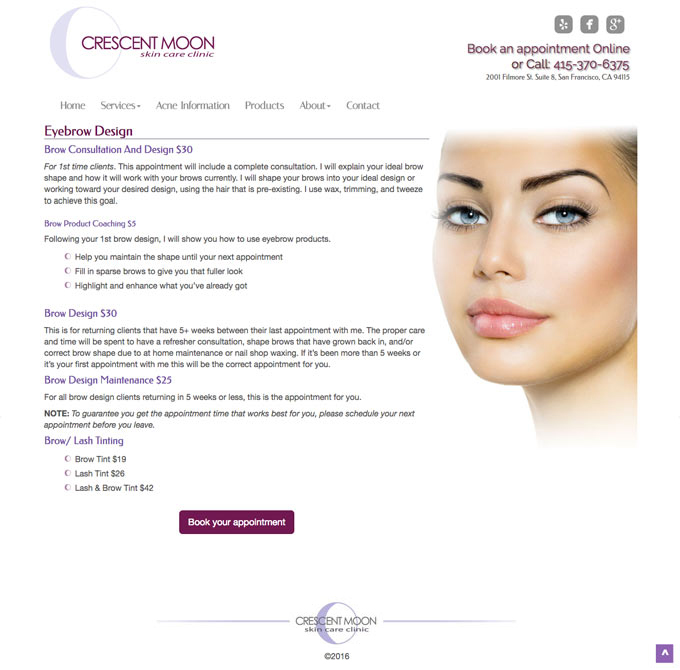 CRESCENT MOON
skin care clinic
Book an appointment Online
or Call: 415-370-6375
2001 Filmore St. Suite 8, San Francisco, CA 94115
Home Services Acne Information Products About Contact
Eyebrow Design
Brow Consultation And Design $30
For 1st time clients. This appointment will include a complete consultation. I will explain your ideal brow
shape and how it will work with your brows currently. I will shape your brows into your ideal design or
working toward your desired design, using the hair that is pre-existing. I use wax, trimming, and tweeze
to achieve this goal.
Brow Product Coaching $5
Following your 1st brow design, I will show you how to use eyebrow products.
Help you maintain the shape until your next appointment
Fill in sparse brows to give you that fuller look
Highlight and enhance what you've already got
Brow Design $30
This is for returning clients that have 5+ weeks between their last appointment with me. The proper care
and time will be spent to have a refresher consultation, shape brows that have grown back in, and/or
correct brow shape due to at home maintenance or nail shop waxing. If it's been more than 5 weeks or
it's your first appointment with me this will be the correct appointment for you.
Brow Design Maintenance $25
For all brow design clients returning in 5 weeks or less, this is the appointment for you.
NOTE: To guarantee you get the appointment time that works best for you, please schedule your next
appointment before you leave.
Brow/ Lash Tinting
Brow Tint $19
Lash Tint $26
Lash & Brow Tint $42
Book your appointment
CRESCENT MOON
skin care clinic
©2016